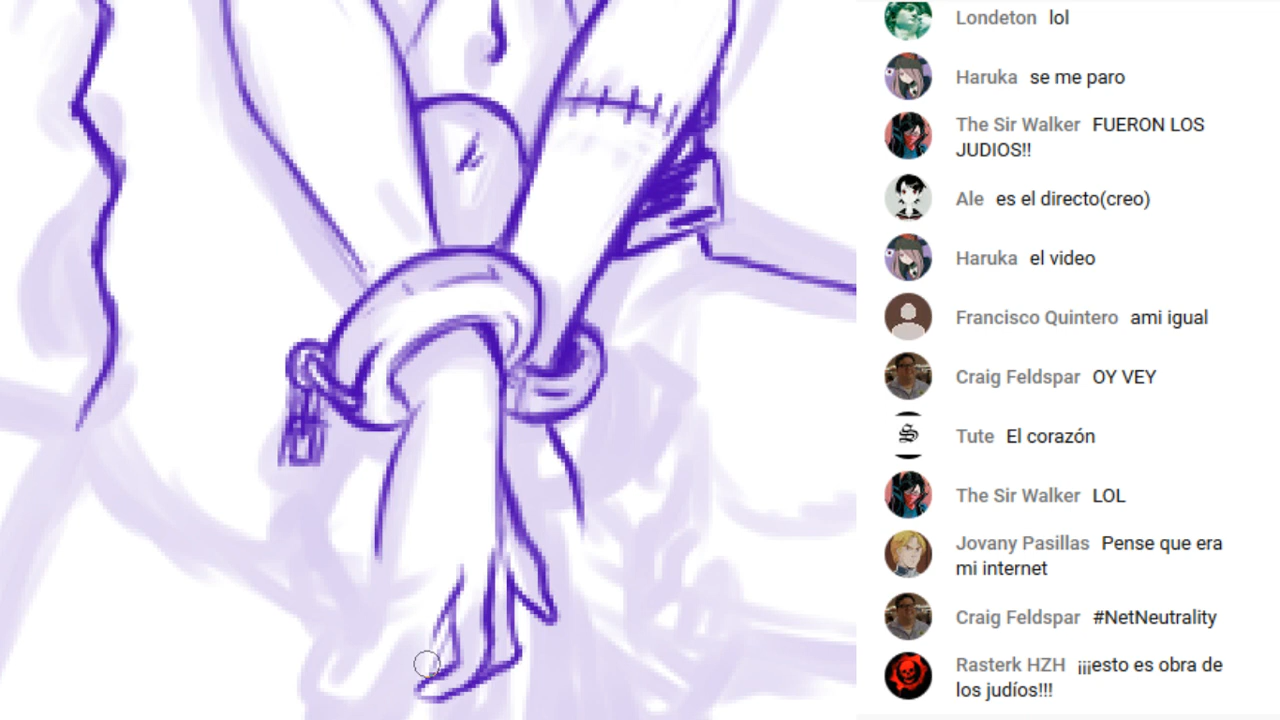 Londeton lol
Haruka se me paro
The Sir Walker FUERON LOS
JUDIOS!!
Ale es el directo(creo)
Haruka el video
Francisco Quintero ami igual
Craig Feldspar OY VEY
Tute El corazón
The Sir Walker LOL
Jovany Pasillas Pense que era
mi internet
Craig Feldspar #NetNeutrality
Rasterk HZH ¡¡¡esto es obra de
los judíos!!!